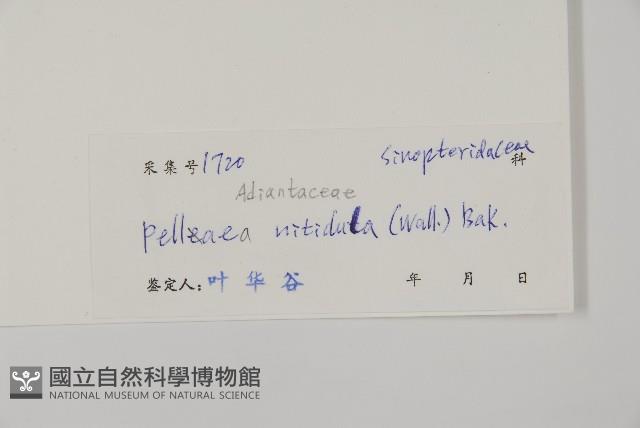 采集号 1720 Sinopteridaceae 科
Adiantaceae
Pellaea nitidula (Wall.) Bak.
鉴定人: 叶华谷 年 月 日
國立自然科學博物館
NATIONAL MUSEUM OF NATURAL SCIENCE